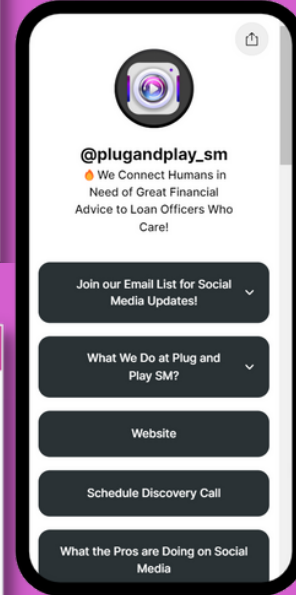 @plugandplay_sm
🔥 We Connect Humans in
Need of Great Financial
Advice to Loan Officers Who
Care!
Join our Email List for Social
Media Updates!
What We Do at Plug and
Play SM?
Website
Schedule Discovery Call
What the Pros are Doing on Social
Media